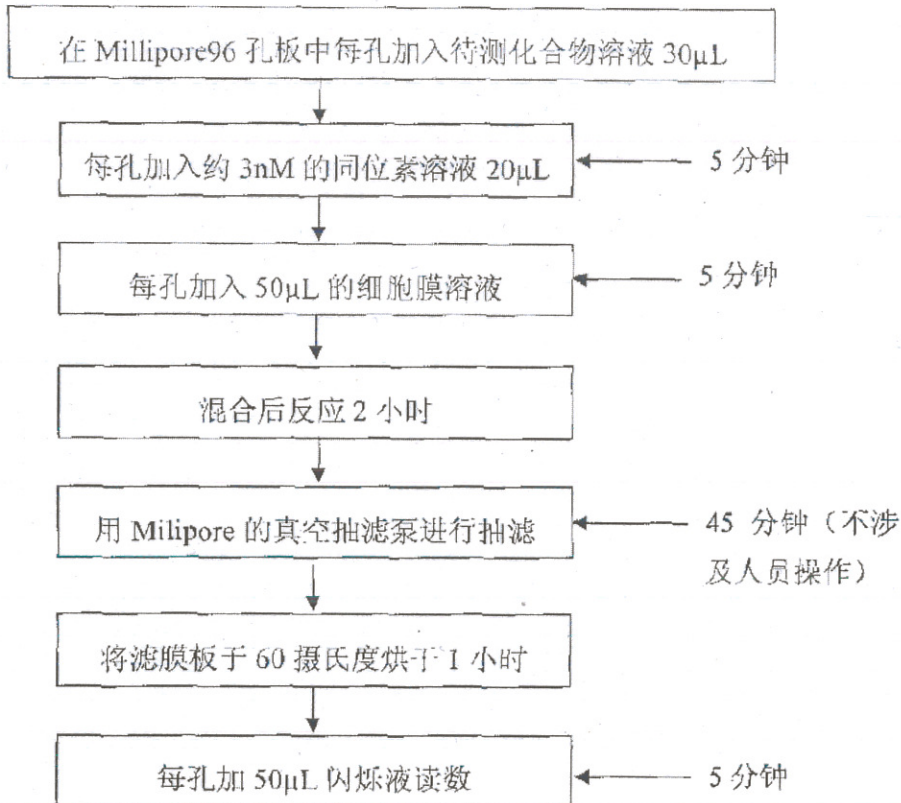 在 Millipore96 孔板中每孔加入待测化合物溶液 30μL
每孔加入约 3nM 的同位素溶液 20μL
5 分钟
每孔加入 50μL 的细胞膜溶液
5 分钟
混合后反应 2 小时
用 Milipore 的真空抽滤泵进行抽滤
45 分钟（不涉
及人员操作）
将滤膜板于 60 摄氏度烘干 1 小时
每孔加 50μL 闪烁液读数
5 分钟